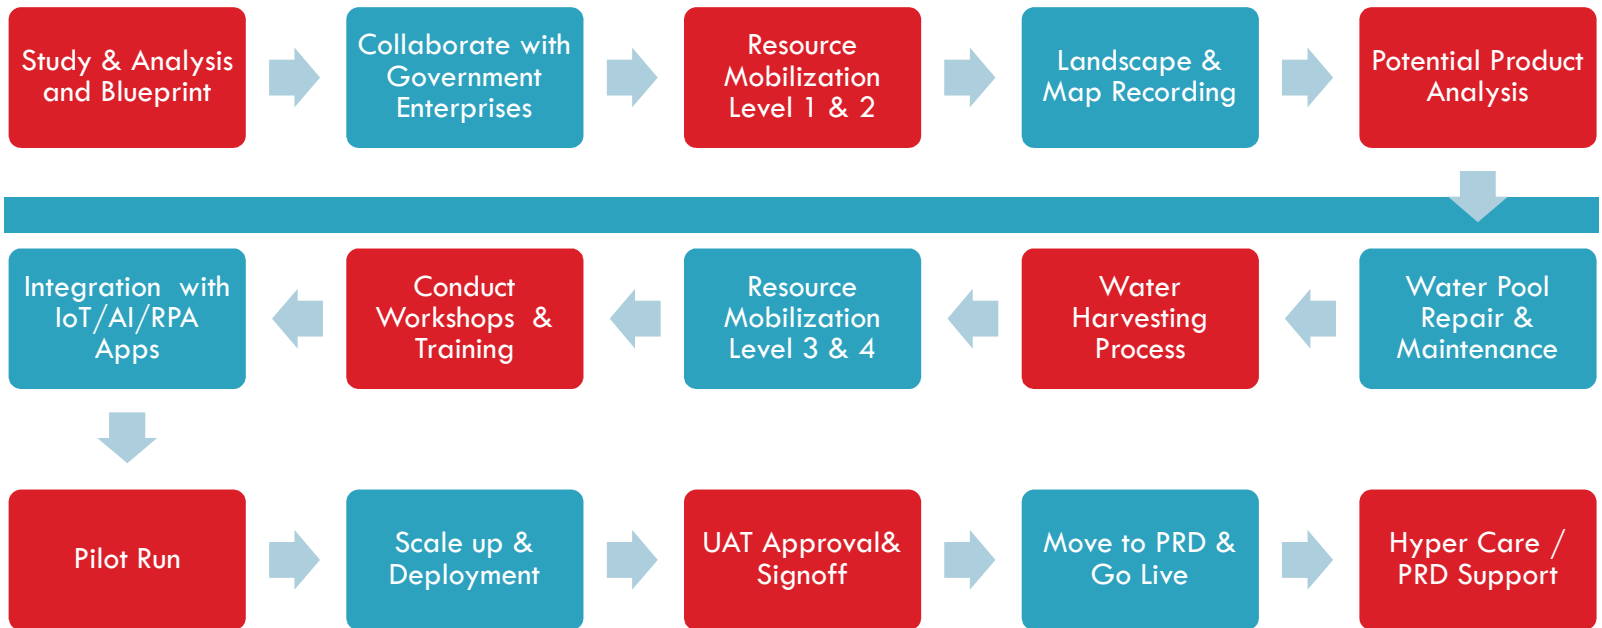 Study & Analysis
and Blueprint
Collaborate with
Government
Enterprises
Resource
Mobilization
Level 1 & 2
Landscape &
Map Recording
Potential Product
Analysis
Water Pool
Repair &
Maintenance
Water
Harvesting
Process
Resource
Mobilization
Level 3 & 4
Conduct
Workshops &
Training
Integration with
IoT/AI/RPA
Apps
Pilot Run
Scale up &
Deployment
UAT Approval&
Signoff
Move to PRD &
Go Live
Hyper Care /
PRD Support